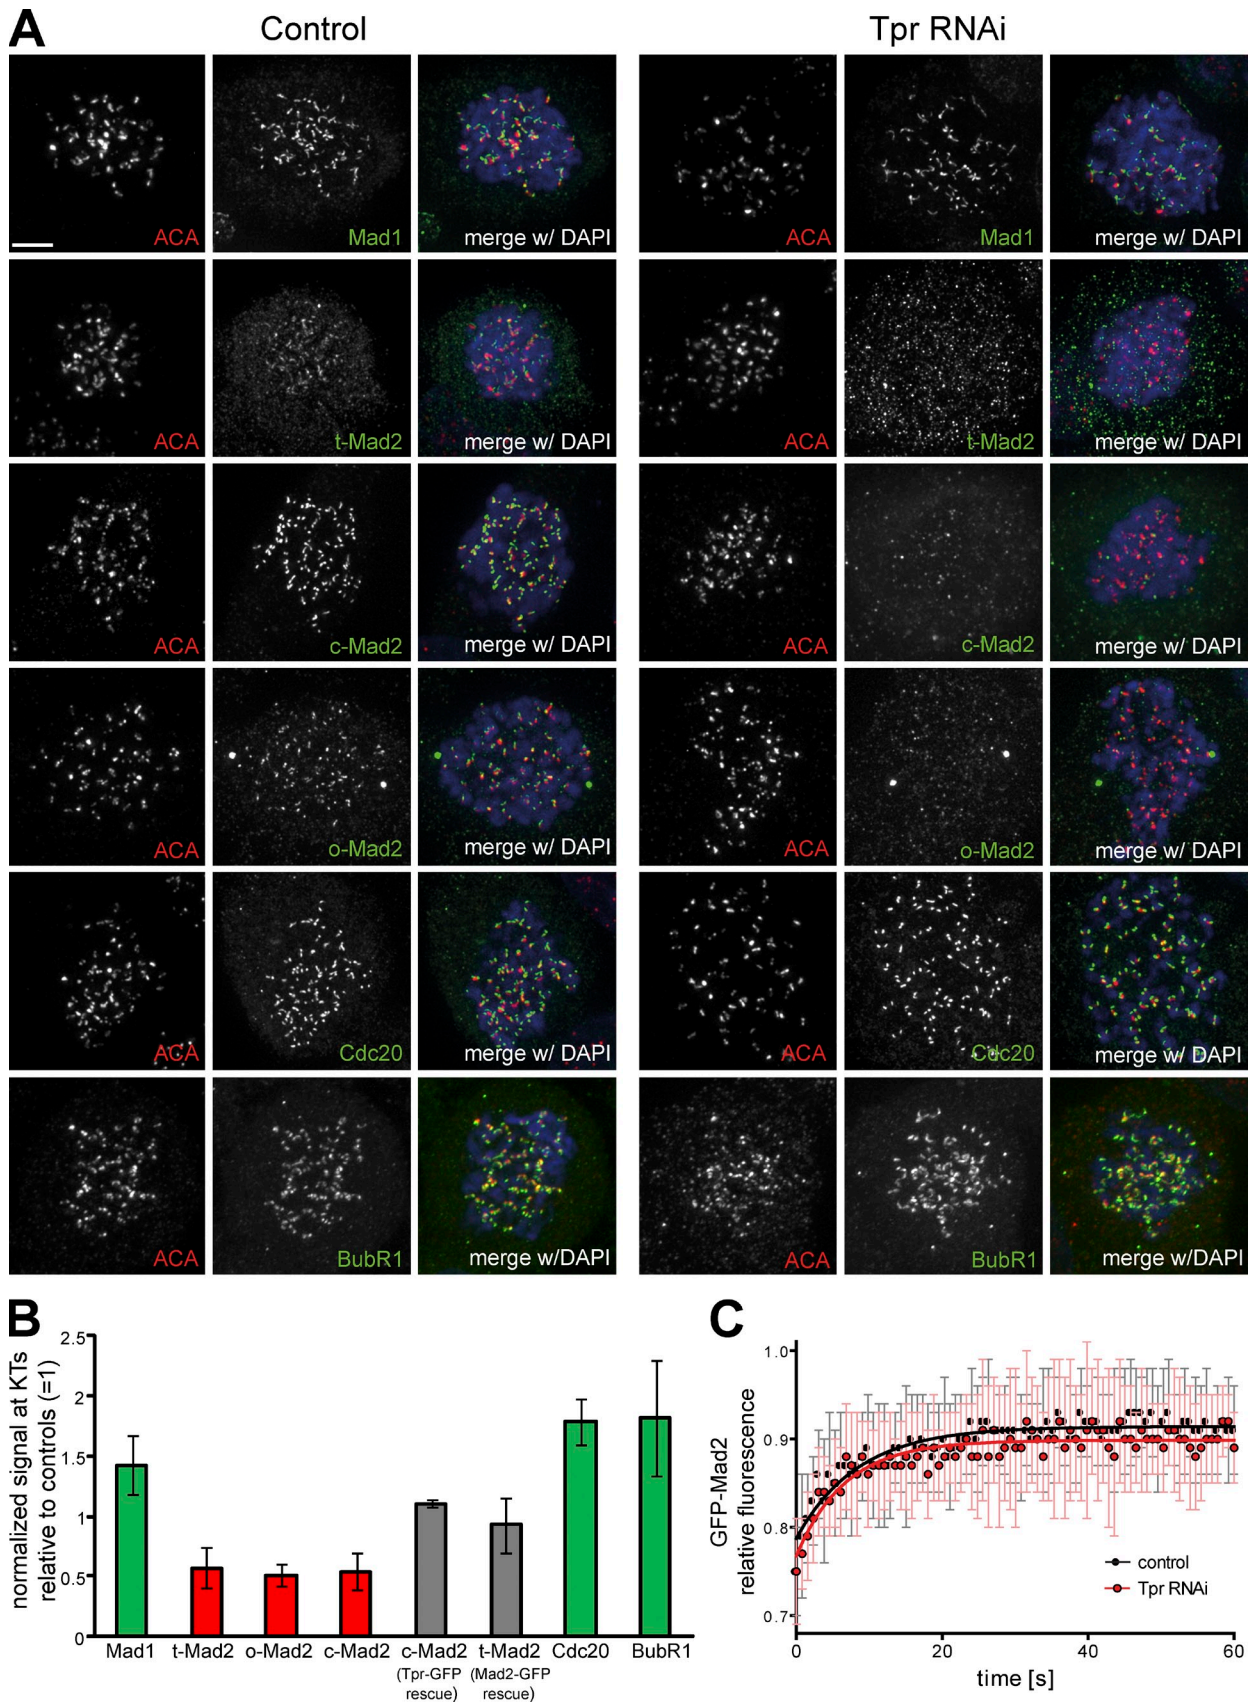 A
Control
Tpr RNAi
ACA
Mad1
merge w/ DAPI
ACA
Mad1
merge w/ DAPI
ACA
t-Mad2
merge w/ DAPI
ACA
t-Mad2
merge w/ DAPI
ACA
c-Mad2
merge w/ DAPI
ACA
c-Mad2
merge w/ DAPI
ACA
o-Mad2
merge w/ DAPI
ACA
o-Mad2
merge w/ DAPI
ACA
Cdc20
merge w/ DAPI
ACA
Cdc20
merge w/ DAPI
ACA
BubR1
merge w/DAPI
ACA
BubR1
merge w/DAPI
B
normalized signal at KTs
relative to controls (=1)
2.5
2
1.5
1
0.5
0
Mad1
t-Mad2
o-Mad2
c-Mad2
c-Mad2
(Tpr-GFP
rescue)
t-Mad2
(Mad2-GFP
rescue)
Cdc20
BubR1
C
GFP-Mad2
relative fluorescence
1.0
0.9
0.8
0.7
control
Tpr RNAi
0
20
40
60
time [s]